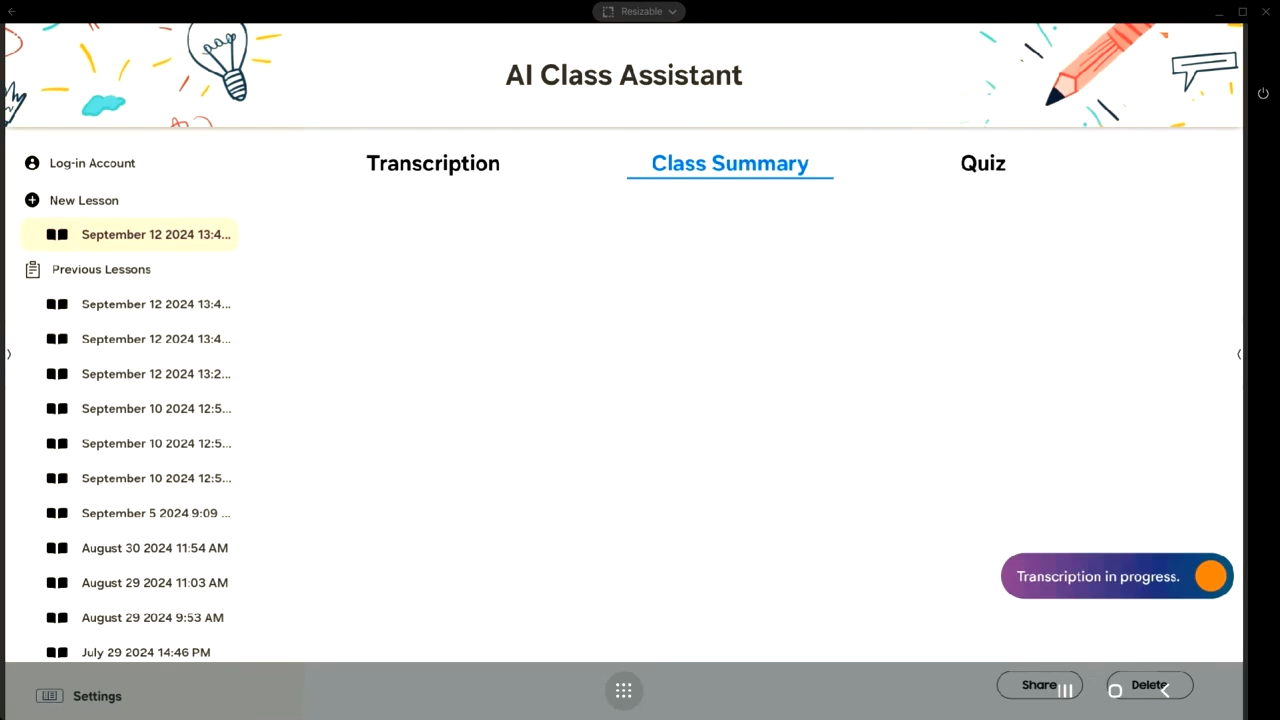 Resizable
AI Class Assistant
Log-in Account
Transcription
Class Summary
Quiz
New Lesson
September 12 2024 13:4...
Previous Lessons
September 12 2024 13:4...
September 12 2024 13:4...
September 12 2024 13:2...
September 10 2024 12:5...
September 10 2024 12:5...
September 10 2024 12:5...
September 5 2024 9:09 ...
August 30 2024 11:54 AM
August 29 2024 11:03 AM
August 29 2024 9:53 AM
July 29 2024 14:46 PM
Transcription in progress.
Settings
Share
Delete